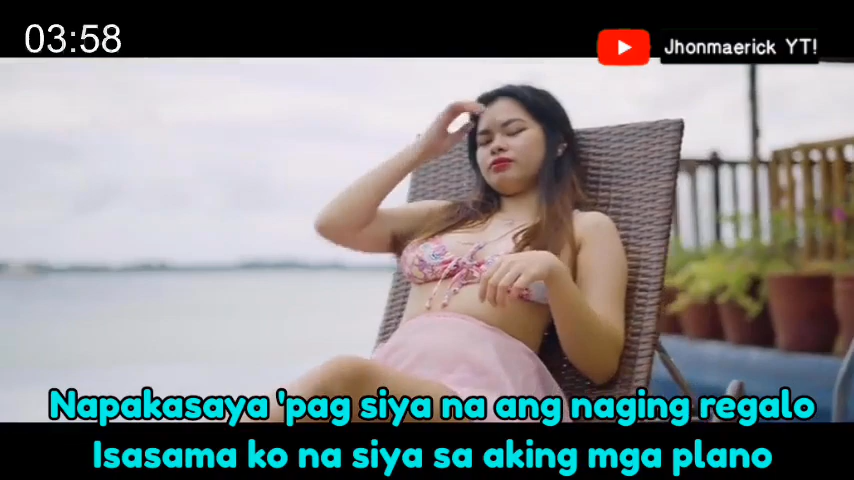 03:58
Jhonmaerick YT!
Napakasaya 'pag siya na ang naging regalo
Isasama ko na siya sa aking mga plano